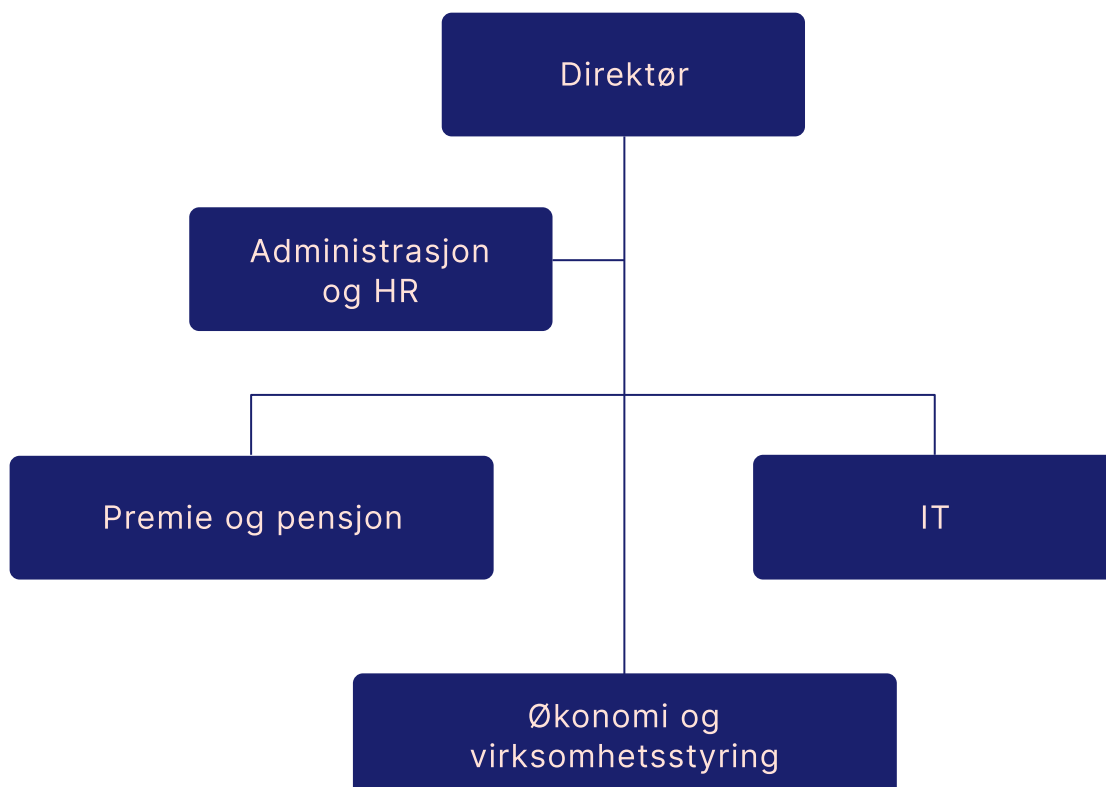 Direktør
Administrasjon
og HR
Premie og pensjon
IT
Økonomi og
virksomhetsstyring